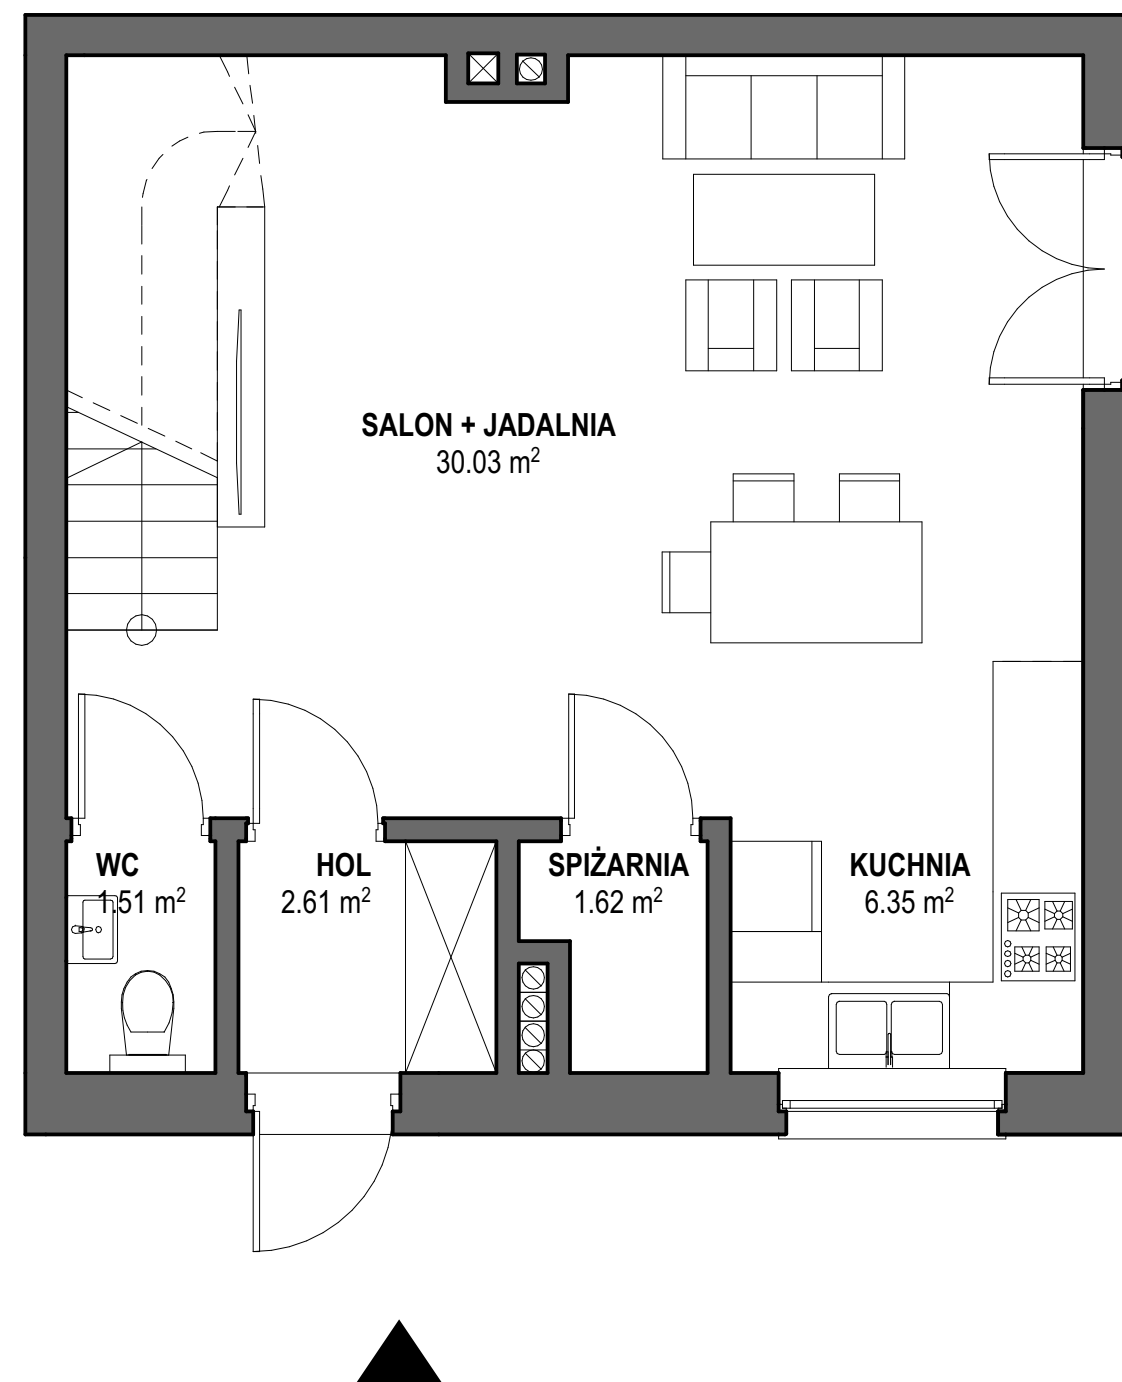 SALON + JADALNIA
30.03 m²
WC
1.51 m²
HOL
2.61 m²
SPIŻARNIA
1.62 m²
KUCHNIA
6.35 m²